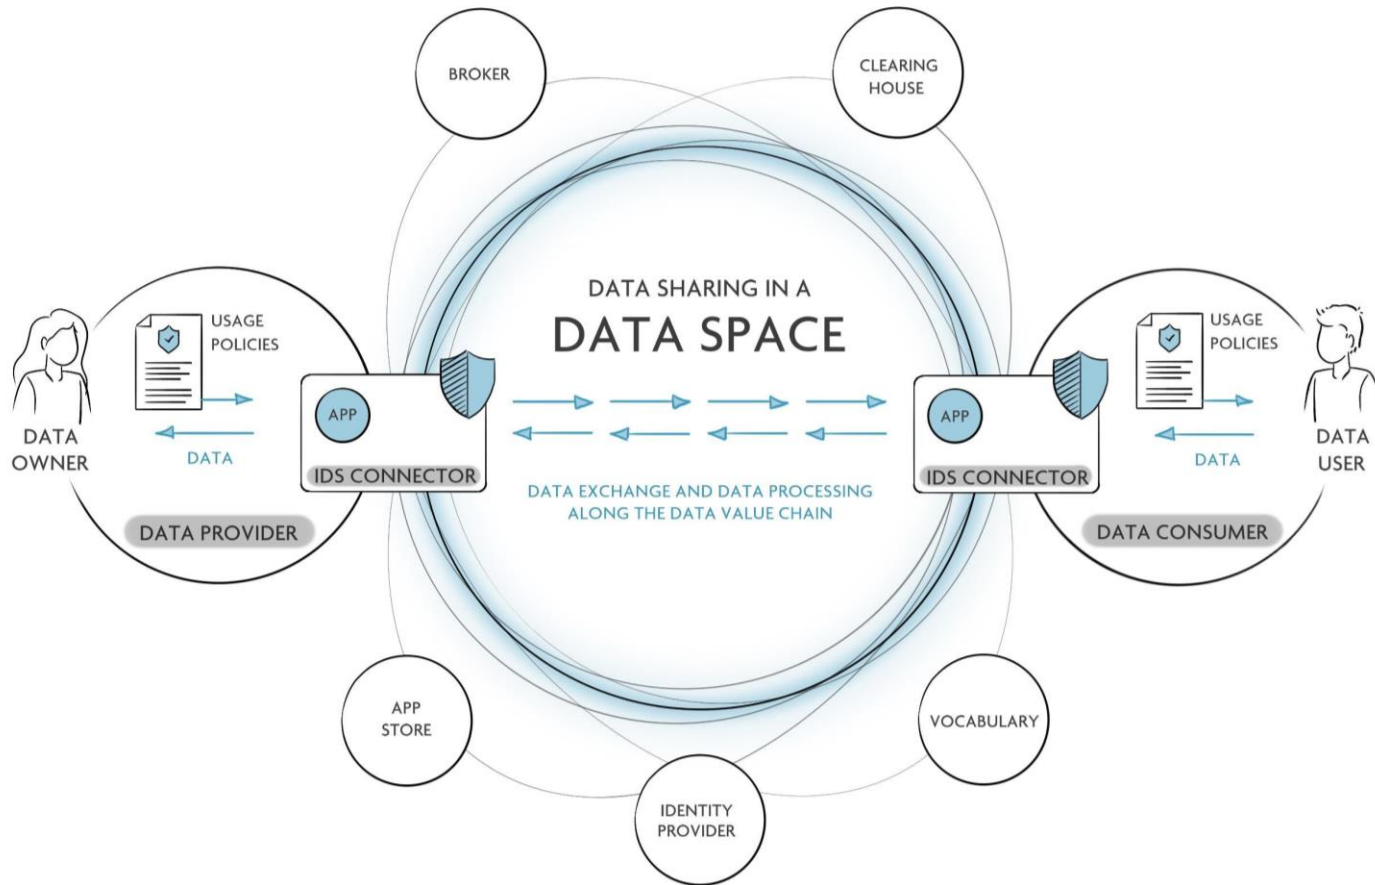 BROKER
CLEARING
HOUSE
DATA SHARING IN A
DATA SPACE
USAGE
POLICIES
APP
DATA
OWNER
DATA
IDS CONNECTOR
DATA PROVIDER
DATA EXCHANGE AND DATA PROCESSING
ALONG THE DATA VALUE CHAIN
USAGE
POLICIES
APP
DATA
USER
DATA
IDS CONNECTOR
DATA CONSUMER
APP
STORE
IDENTITY
PROVIDER
VOCABULARY